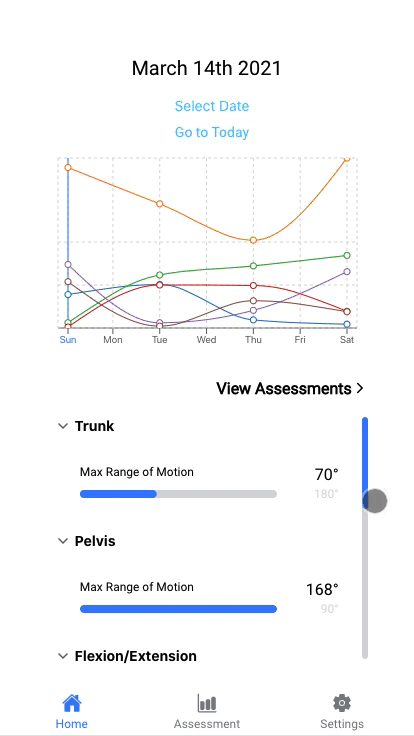 March 14th 2021
Select Date
Go to Today
Sun Mon Tue Wed Thu Fri Sat
View Assessments
Trunk
Max Range of Motion 70°
180°
Pelvis
Max Range of Motion 168°
90°
Flexion/Extension
Home Assessment Settings